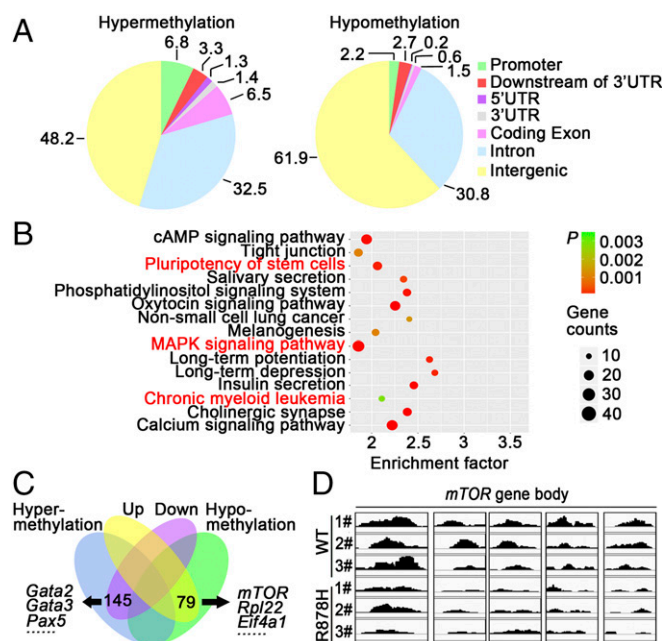 A
Hypermethylation
6.8
3.3
1.3
1.4
6.5
48.2
32.5
Hypomethylation
2.2
2.7
0.2
0.6
1.5
61.9
30.8
Promoter
Downstream of 3'UTR
5'UTR
3'UTR
Coding Exon
Intron
Intergenic
B
cAMP signaling pathway
Tight junction
Pluripotency of stem cells
Salivary secretion
Phosphatidylinositol signaling system
Oxytocin signaling pathway
Non-small cell lung cancer
Melanogenesis
MAPK signaling pathway
Long-term potentiation
Long-term depression
Insulin secretion
Chronic myeloid leukemia
Cholinergic synapse
Calcium signaling pathway
2 2.5 3 3.5
Enrichment factor
P
0.003
0.002
0.001
Gene
counts
10
20
30
40
C
Hyper-
methylation
Up
Down
Hypo-
methylation
Gata2
Gata3
Pax5
145
79
mTOR
Rpl22
Eif4a1
D
mTOR gene body
WT
1#
2#
3#
R878H
1#
2#
3#